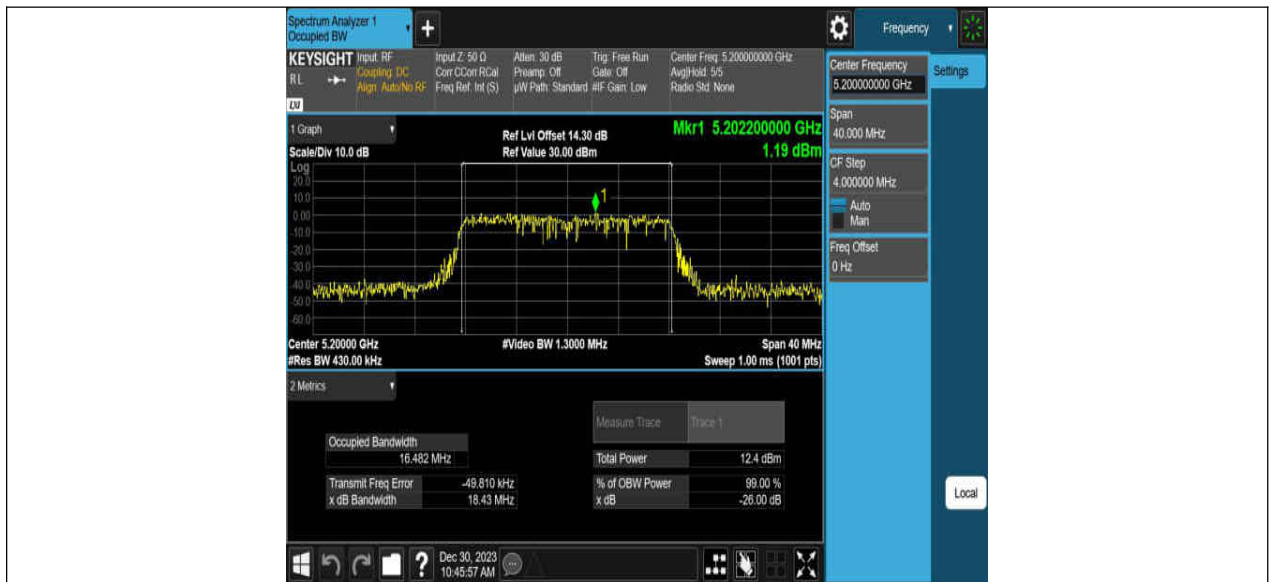 Spectrum Analyzer 1
Occupied BW
+
Frequency
KEYSIGHT
RL
LXI
Input: RF
Coupling: DC
Align: Auto/No RF
Input Z: 50 Ω
Corr CCorr RCal
Freq Ref: Int (S)
Atten: 30 dB
Preamp: Off
µW Path: Standard
Trig: Free Run
Gate: Off
#IF Gain: Low
Center Freq: 5.200000000 GHz
Avg|Hold: 5/5
Radio Std: None
1 Graph
Scale/Div 10.0 dB
Ref Lvl Offset 14.30 dB
Ref Value 30.00 dBm
Mkr1 5.202200000 GHz
1.19 dBm
Log
20.0
10.0
0.00
-10.0
-20.0
-30.0
-40.0
-50.0
-60.0
1
Center 5.20000 GHz
#Res BW 430.00 kHz
#Video BW 1.3000 MHz
Span 40 MHz
Sweep 1.00 ms (1001 pts)
2 Metrics
Measure Trace Trace 1
Occupied Bandwidth
16.482 MHz
Total Power 12.4 dBm
Transmit Freq Error -49.810 kHz
x dB Bandwidth 18.43 MHz
% of OBW Power 99.00 %
x dB -26.00 dB
Center Frequency
5.200000000 GHz
Settings
Span
40.000 MHz
CF Step
4.000000 MHz
Auto
Man
Freq Offset
0 Hz
Local
?
Dec 30, 2023
10:45:57 AM